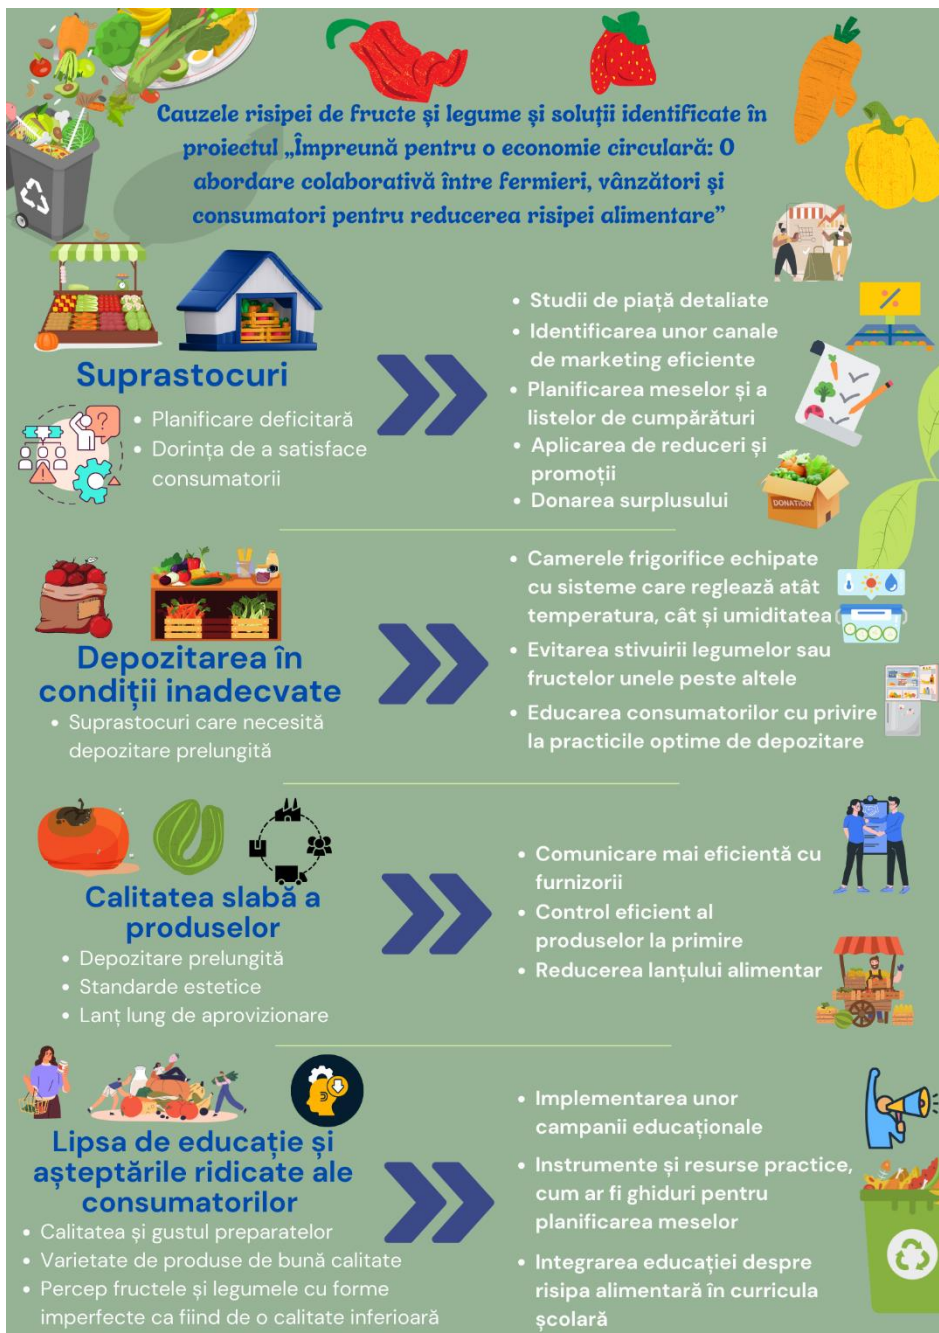 Cauzele risipei de fructe și legume și soluții identificate în
proiectul „Împreună pentru o economie circulară: O
abordare colaborativă între fermieri, vânzători și
consumatori pentru reducerea risipei alimentare”
Suprastocuri
• Planificare deficitară
• Dorința de a satisface
consumatorii
• Studii de piață detaliate
• Identificarea unor canale
de marketing eficiente
• Planificarea meselor și a
listelor de cumpărături
• Aplicarea de reduceri și
promoții
• Donarea surplusului
DONATION
Depozitarea în
condiții inadecvate
• Suprastocuri care necesită
depozitare prelungită
• Camerele frigorifice echipate
cu sisteme care reglează atât
temperatura, cât și umiditatea
• Evitarea stivuirii legumelor sau
fructelor unele peste altele
• Educarea consumatorilor cu privire
la practicile optime de depozitare
Calitatea slabă a
produselor
• Depozitare prelungită
• Standarde estetice
• Lanț lung de aprovizionare
• Comunicare mai eficientă cu
furnizorii
• Control eficient al
produselor la primire
• Reducerea lanțului alimentar
Lipsa de educație și
așteptările ridicate ale
consumatorilor
• Calitatea și gustul preparatelor
• Varietate de produse de bună calitate
• Percep fructele și legumele cu forme
imperfecte ca fiind de o calitate inferioară
• Implementarea unor
campanii educaționale
• Instrumente și resurse practice,
cum ar fi ghiduri pentru
planificarea meselor
• Integrarea educației despre
risipa alimentară în curricula
școlară